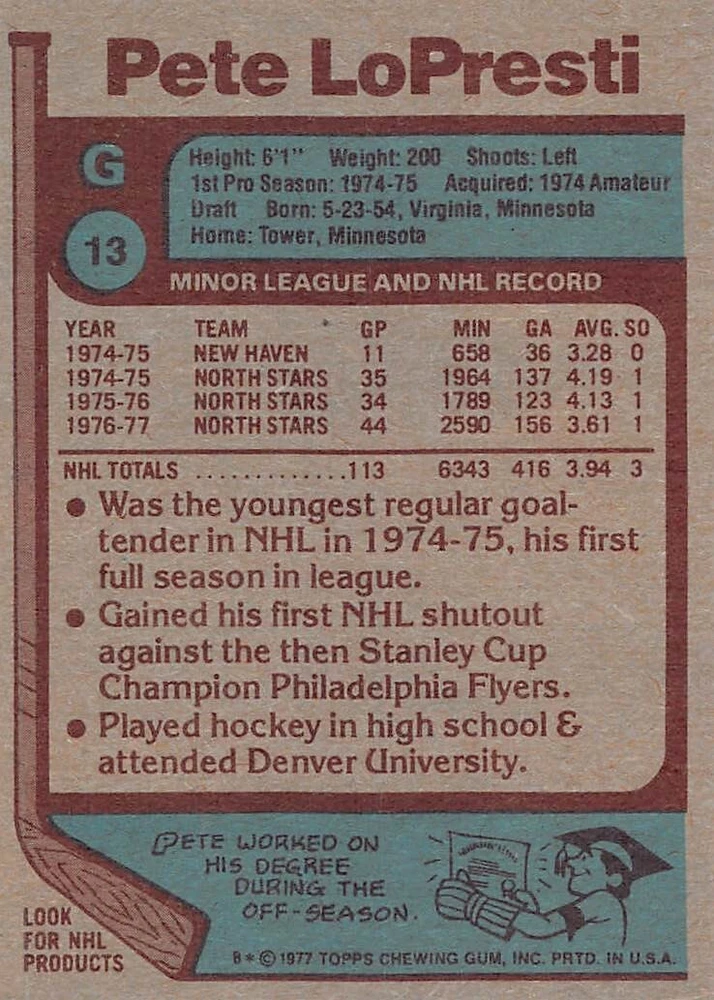 Pete LoPresti
G
Height: 6'1" Weight: 200 Shoots: Left
1st Pro Season: 1974-75 Acquired: 1974 Amateur
Draft Born: 5-23-54, Virginia, Minnesota
Home: Tower, Minnesota
13
MINOR LEAGUE AND NHL RECORD
YEAR TEAM GP MIN GA AVG. SO
1974-75 NEW HAVEN 11 658 36 3.28 0
1974-75 NORTH STARS 35 1964 137 4.19 1
1975-76 NORTH STARS 34 1789 123 4.13 1
1976-77 NORTH STARS 44 2590 156 3.61 1
NHL TOTALS .............113 6343 416 3.94 3
• Was the youngest regular goal-
tender in NHL in 1974-75, his first
full season in league.
• Gained his first NHL shutout
against the then Stanley Cup
Champion Philadelphia Flyers.
• Played hockey in high school &
attended Denver University.
PETE WORKED ON
HIS DEGREE
DURING THE
OFF-SEASON.
LOOK
FOR NHL
PRODUCTS
B * © 1977 TOPPS CHEWING GUM, INC. PRTD. IN U.S.A.